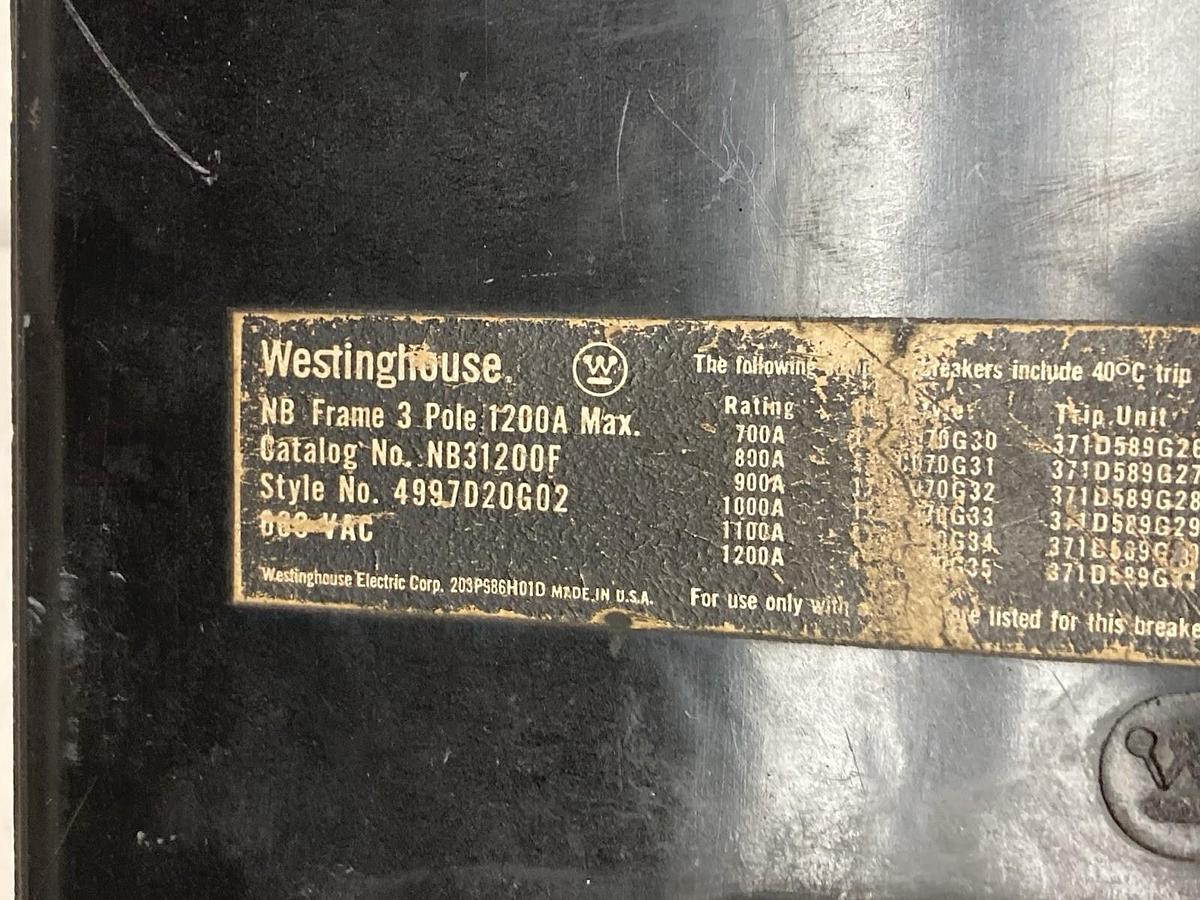 Westinghouse
W
NB Frame 3 Pole 1200A Max.
Catalog No. NB31200F
Style No. 4997D20G02
VAC
Westinghouse Electric Corp. MADE IN U.S.A.
The following
Breakers include 40°C trip
Rating Trip Unit
700A 70G30 371D589G26
800A 70G31 371D589G27
900A 70G32 371D589G28
1000A 70G33 371D589G29
1100A
1200A
For use only with
listed for this breake